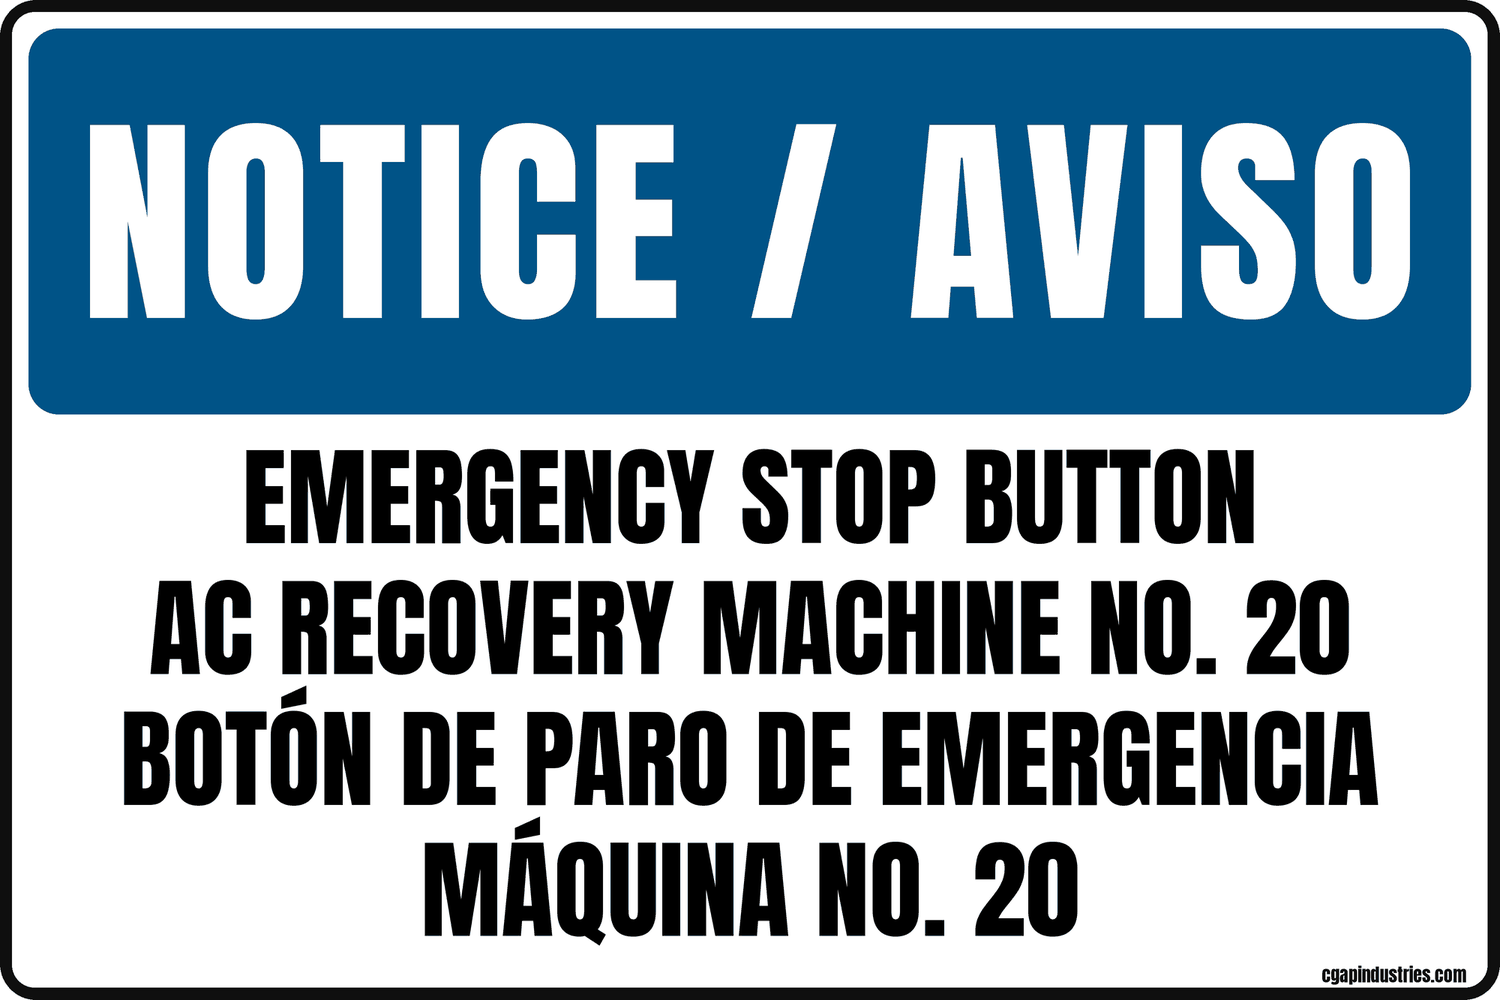 NOTICE / AVISO
EMERGENCY STOP BUTTON
AC RECOVERY MACHINE NO. 20
BOTÓN DE PARO DE EMERGENCIA
MÁQUINA NO. 20
cgapindustries.com